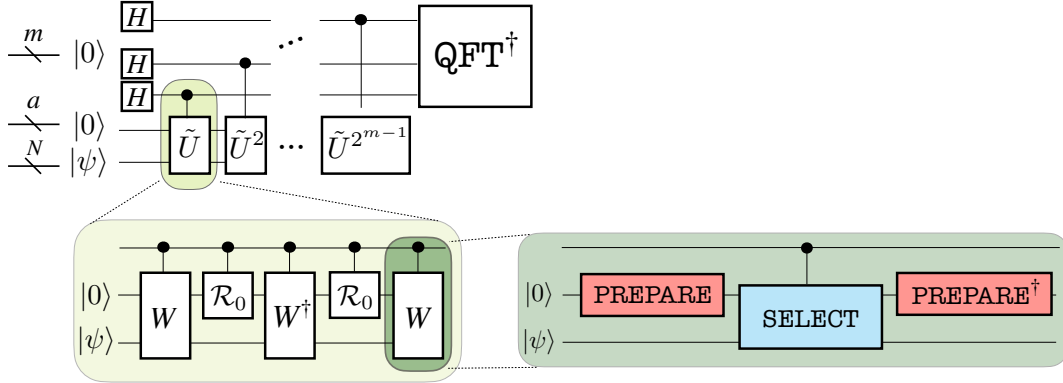 m |0⟩ H ... QFT†
H
H
a |0⟩ Ũ Ũ² ... Ũ^{2^{m-1}}
N |ψ⟩
|0⟩ W R₀ W† R₀ W
|ψ⟩
|0⟩ PREPARE SELECT PREPARE†
|ψ⟩